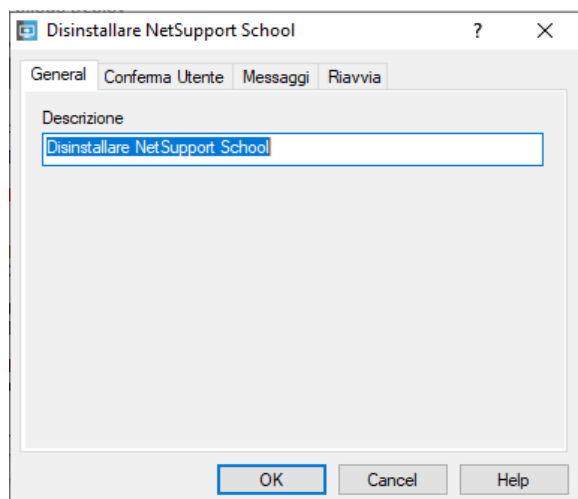 Disinstallare NetSupport School ?
General Conferma Utente Messaggi Riavvia
Descrizione
Disinstallare NetSupport School
OK Cancel Help